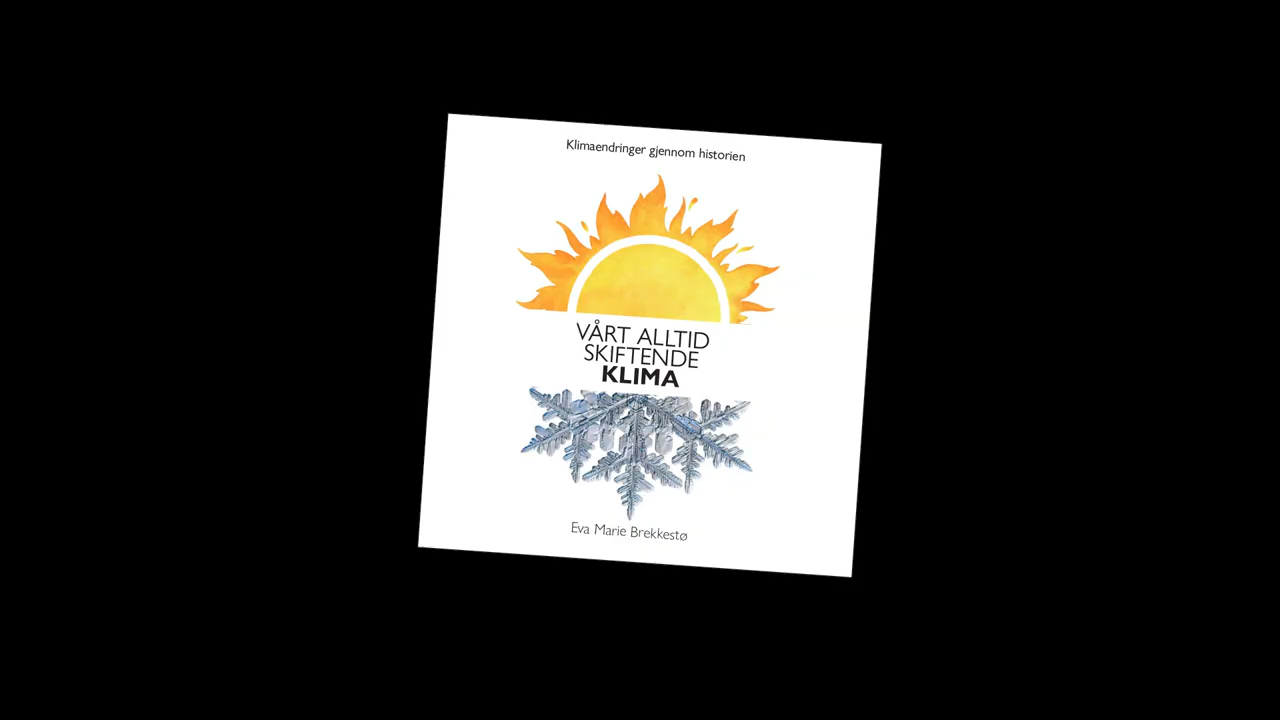 Klimaendringer gjennom historien
VÅRT ALLTID
SKIFTENDE
KLIMA
Eva Marie Brekkestø